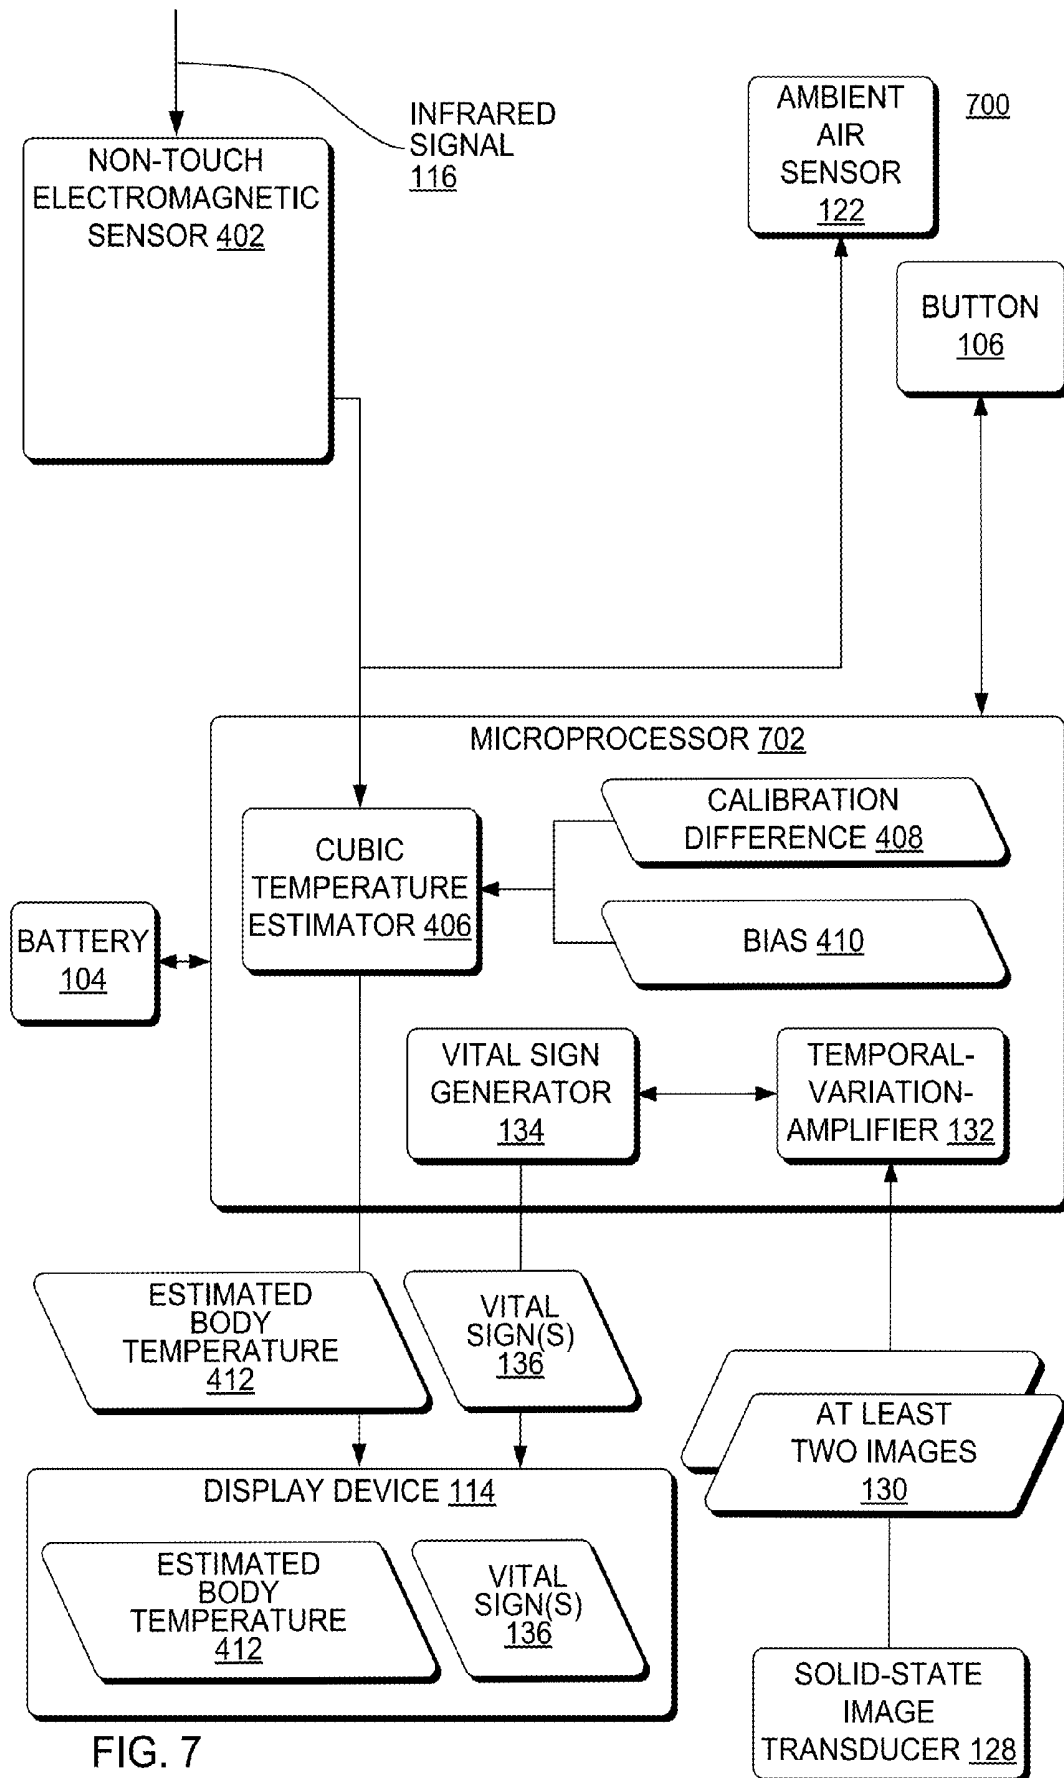 INFRARED
SIGNAL
116
NON-TOUCH
ELECTROMAGNETIC
SENSOR 402
AMBIENT
AIR
SENSOR
122
700
BUTTON
106
MICROPROCESSOR 702
CUBIC
TEMPERATURE
ESTIMATOR 406
CALIBRATION
DIFFERENCE 408
BIAS 410
BATTERY
104
VITAL SIGN
GENERATOR
134
TEMPORAL-
VARIATION-
AMPLIFIER 132
ESTIMATED
BODY
TEMPERATURE
412
VITAL
SIGN(S)
136
AT LEAST
TWO IMAGES
130
DISPLAY DEVICE 114
ESTIMATED
BODY
TEMPERATURE
412
VITAL
SIGN(S)
136
SOLID-STATE
IMAGE
TRANSDUCER 128
FIG. 7